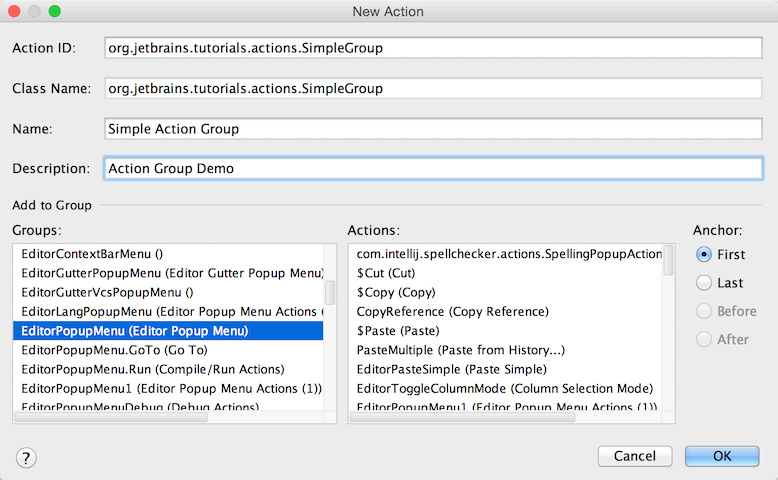 New Action
Action ID: org.jetbrains.tutorials.actions.SimpleGroup
Class Name: org.jetbrains.tutorials.actions.SimpleGroup
Name: Simple Action Group
Description: Action Group Demo
Add to Group
Groups:
EditorContextBarMenu ()
EditorGutterPopupMenu (Editor Gutter Popup Menu)
EditorGutterVcsPopupMenu ()
EditorLangPopupMenu (Editor Popup Menu Actions (
EditorPopupMenu (Editor Popup Menu)
EditorPopupMenu.GoTo (Go To)
EditorPopupMenu.Run (Compile/Run Actions)
EditorPopupMenu1 (Editor Popup Menu Actions (1))
EditorPopupMenuDebug (Debug Actions)
Actions:
com.intellij.spellchecker.actions.SpellingPopupAction
$Cut (Cut)
$Copy (Copy)
CopyReference (Copy Reference)
$Paste (Paste)
PasteMultiple (Paste from History...)
EditorPasteSimple (Paste Simple)
EditorToggleColumnMode (Column Selection Mode)
EditorPopupMenu1 (Editor Popup Menu Actions (1))
Anchor:
First
Last
Before
After
?
Cancel
OK